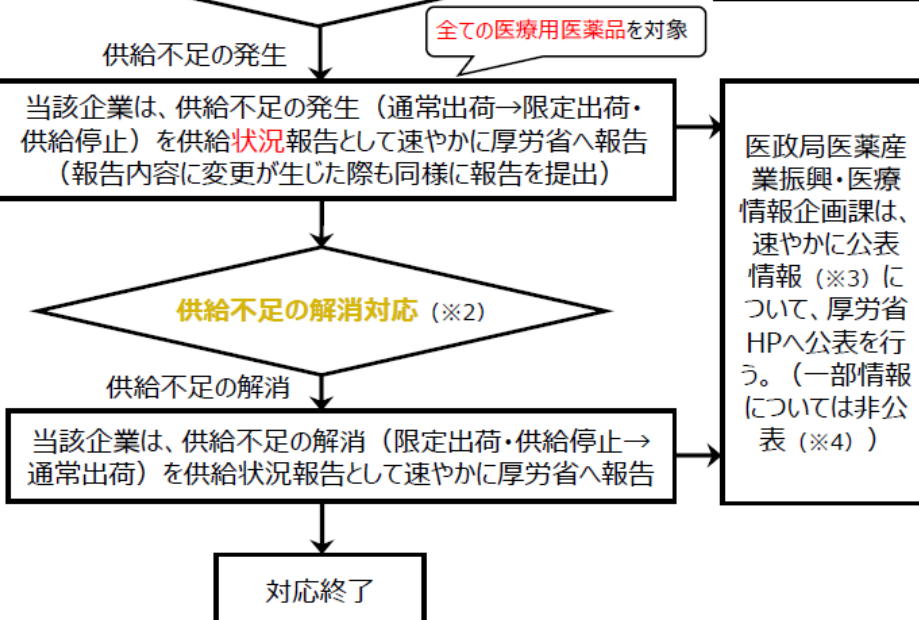 全ての医療用医薬品を対象
供給不足の発生
当該企業は、供給不足の発生（通常出荷→限定出荷・
供給停止）を供給状況報告として速やかに厚労省へ報告
（報告内容に変更が生じた際も同様に報告を提出）
供給不足の解消対応（※2）
供給不足の解消
当該企業は、供給不足の解消（限定出荷・供給停止→
通常出荷）を供給状況報告として速やかに厚労省へ報告
対応終了
医政局医薬産
業振興・医療
情報企画課は、
速やかに公表
情報（※3）に
ついて、厚労省
HPへ公表を行
う。（一部情報
については非公
表（※4））